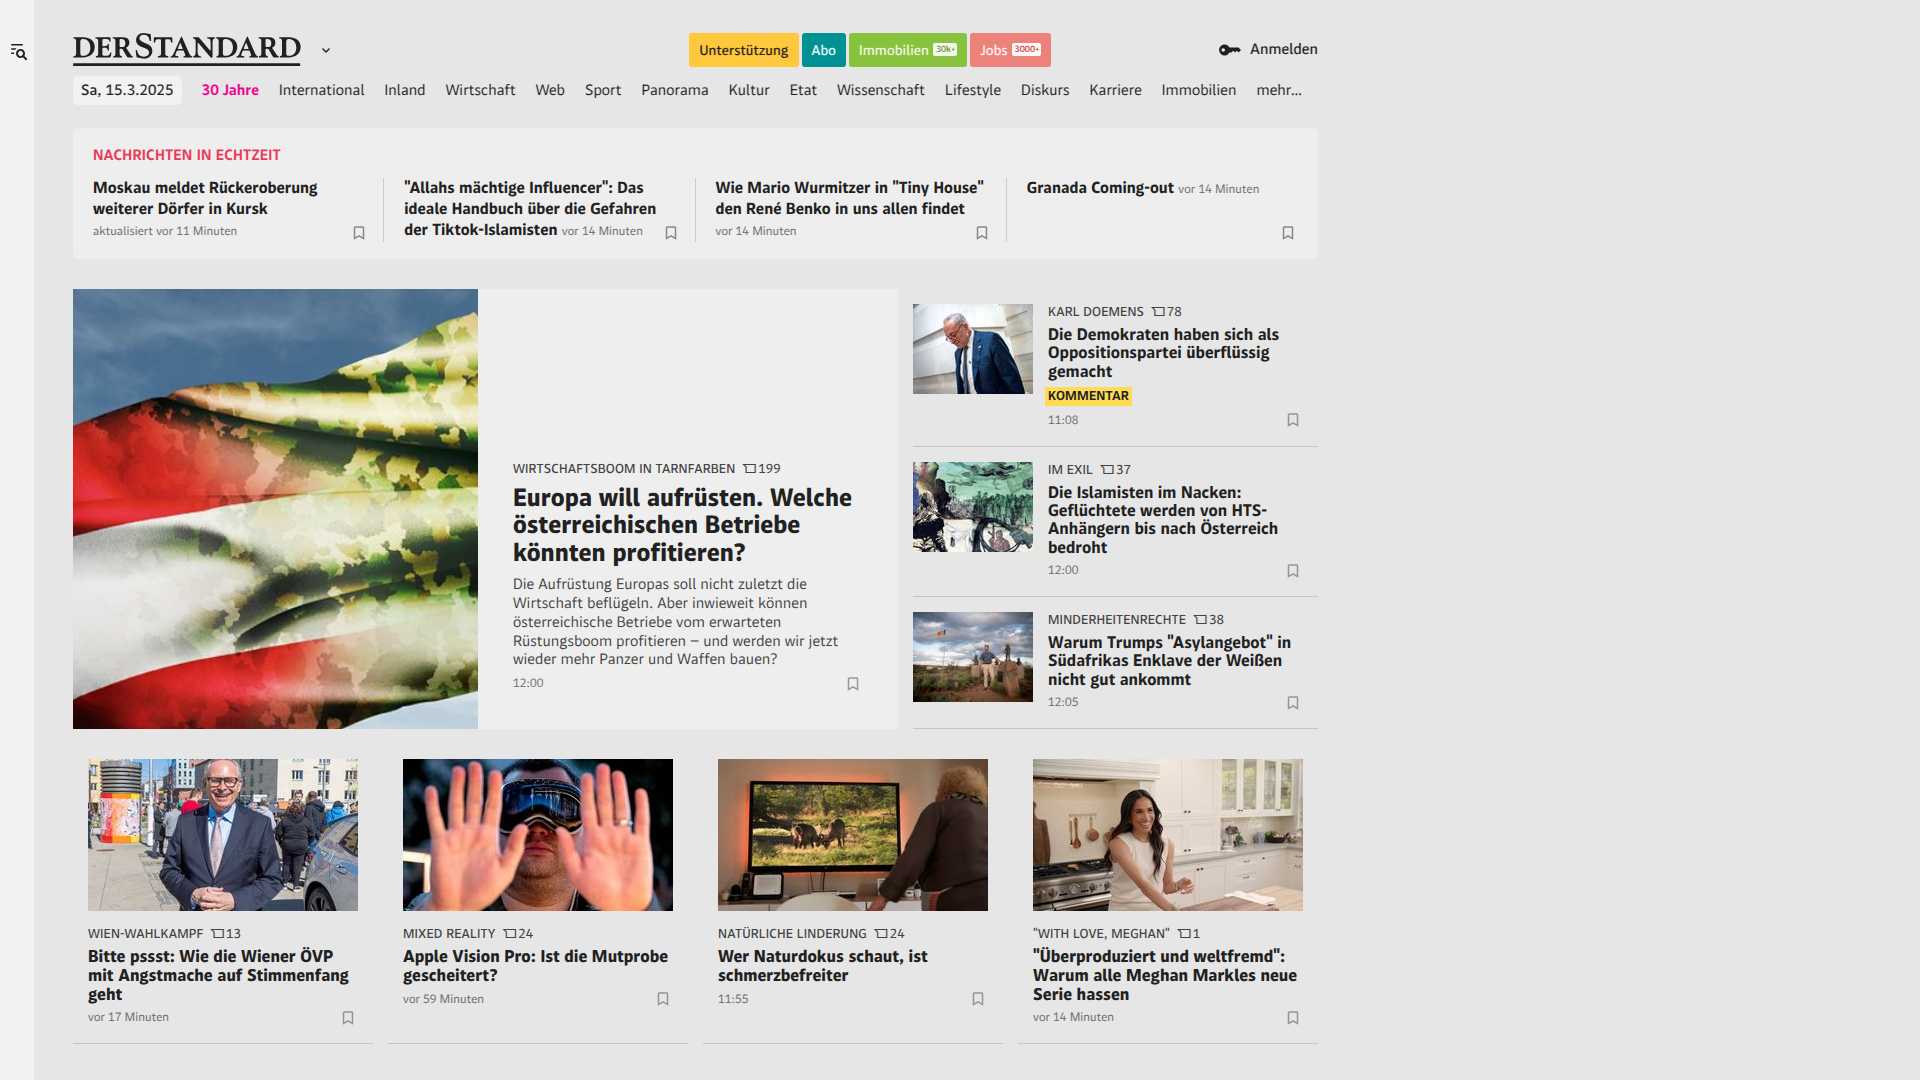 DERSTANDARD
Unterstützung
Abo
Immobilien 30k+
Jobs 3000+
Anmelden
Sa, 15.3.2025
30 Jahre
International
Inland
Wirtschaft
Web
Sport
Panorama
Kultur
Etat
Wissenschaft
Lifestyle
Diskurs
Karriere
Immobilien
mehr...
NACHRICHTEN IN ECHTZEIT
Moskau meldet Rückeroberung
weiterer Dörfer in Kursk
aktualisiert vor 11 Minuten
"Allahs mächtige Influencer": Das
ideale Handbuch über die Gefahren
der Tiktok-Islamisten vor 14 Minuten
Wie Mario Wurmitzer in "Tiny House"
den René Benko in uns allen findet
vor 14 Minuten
Granada Coming-out vor 14 Minuten
WIRTSCHAFTSBOOM IN TARNFARBEN 199
Europa will aufrüsten. Welche
österreichischen Betriebe
könnten profitieren?
Die Aufrüstung Europas soll nicht zuletzt die
Wirtschaft beflügeln. Aber inwieweit können
österreichische Betriebe vom erwarteten
Rüstungsboom profitieren – und werden wir jetzt
wieder mehr Panzer und Waffen bauen?
12:00
KARL DOEMENS 78
Die Demokraten haben sich als
Oppositionspartei überflüssig
gemacht
KOMMENTAR
11:08
IM EXIL 37
Die Islamisten im Nacken:
Geflüchtete werden von HTS-
Anhängern bis nach Österreich
bedroht
12:00
MINDERHEITENRECHTE 38
Warum Trumps "Asylangebot" in
Südafrikas Enklave der Weißen
nicht gut ankommt
12:05
WIEN-WAHLKAMPF 13
Bitte pssst: Wie die Wiener ÖVP
mit Angstmache auf Stimmenfang
geht
vor 17 Minuten
MIXED REALITY 24
Apple Vision Pro: Ist die Mutprobe
gescheitert?
vor 59 Minuten
NATÜRLICHE LINDERUNG 24
Wer Naturdokus schaut, ist
schmerzbefreiter
11:55
"WITH LOVE, MEGHAN" 1
"Überproduziert und weltfremd":
Warum alle Meghan Markles neue
Serie hassen
vor 14 Minuten